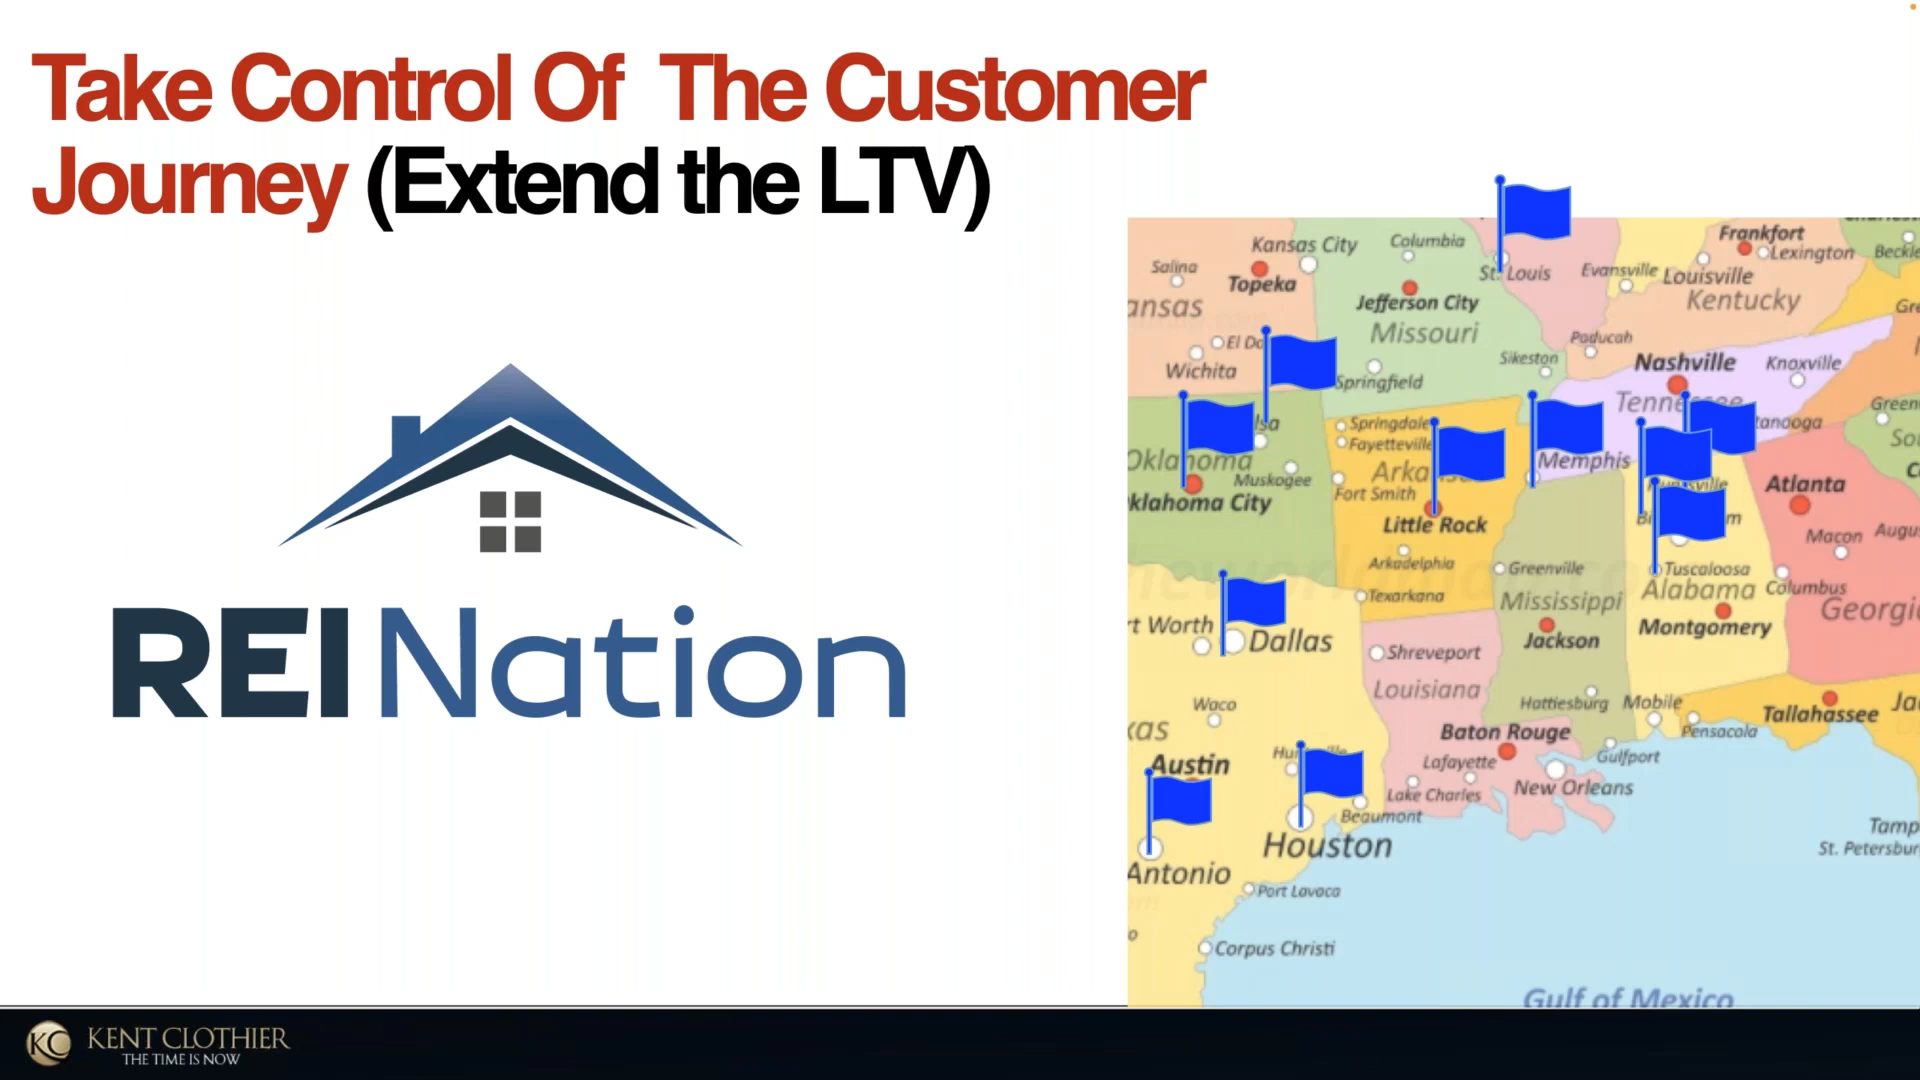 Take Control Of The Customer
Journey (Extend the LTV)
REI Nation
Kansas City
Columbia
Frankfort
Lexington
Salina
Topeka
St. Louis
Evansville
Louisville
Jefferson City
Kentucky
Missouri
Paducah
Wichita
Springfield
Sikeston
Nashville
Knoxville
Springdale
Fayetteville
Oklahoma
Muskogee
Memphis
Fort Smith
Little Rock
Atlanta
Macon
Arkadelphia
Greenville
Tuscaloosa
Alabama
Columbus
Texarkana
Mississippi
Jackson
Montgomery
Dallas
Shreveport
Louisiana
Waco
Hattiesburg
Mobile
Pensacola
Tallahassee
Baton Rouge
Austin
Lafayette
Gulfport
Lake Charles
New Orleans
Beaumont
Houston
Antonio
Port Lavaca
Corpus Christi
Gulf of Mexico
KC KENT CLOTHIER
THE TIME IS NOW